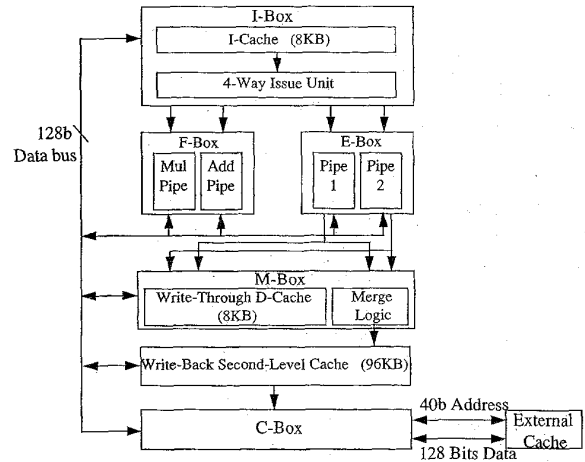 I-Box
I-Cache (8KB)
4-Way Issue Unit
128b
Data bus
F-Box
Mul
Pipe
Add
Pipe
E-Box
Pipe
1
Pipe
2
M-Box
Write-Through D-Cache
(8KB)
Merge
Logic
Write-Back Second-Level Cache (96KB)
C-Box
40b Address
128 Bits Data
External
Cache